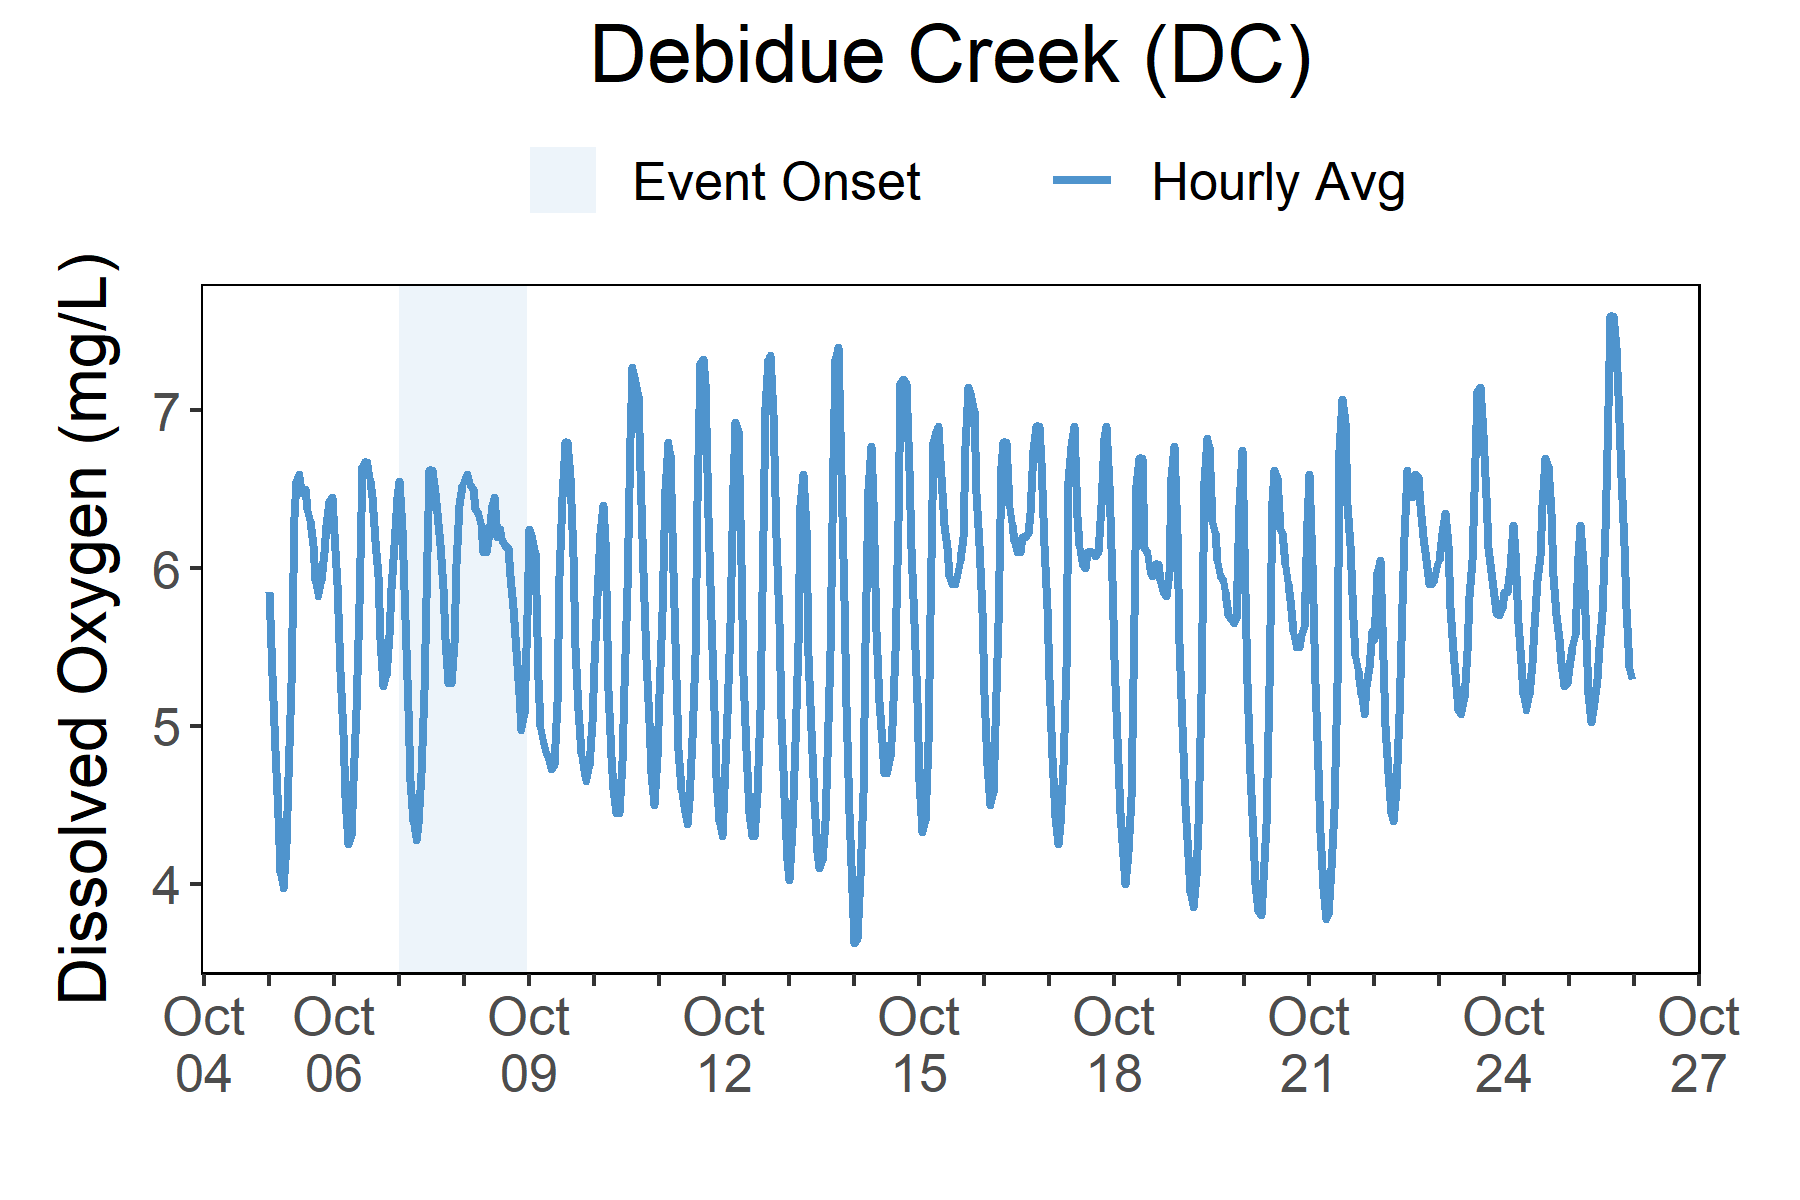 Debidue Creek (DC)
Event Onset
Hourly Avg
Dissolved Oxygen (mg/L)
7
6
5
4
Oct 04
Oct 06
Oct 09
Oct 12
Oct 15
Oct 18
Oct 21
Oct 24
Oct 27